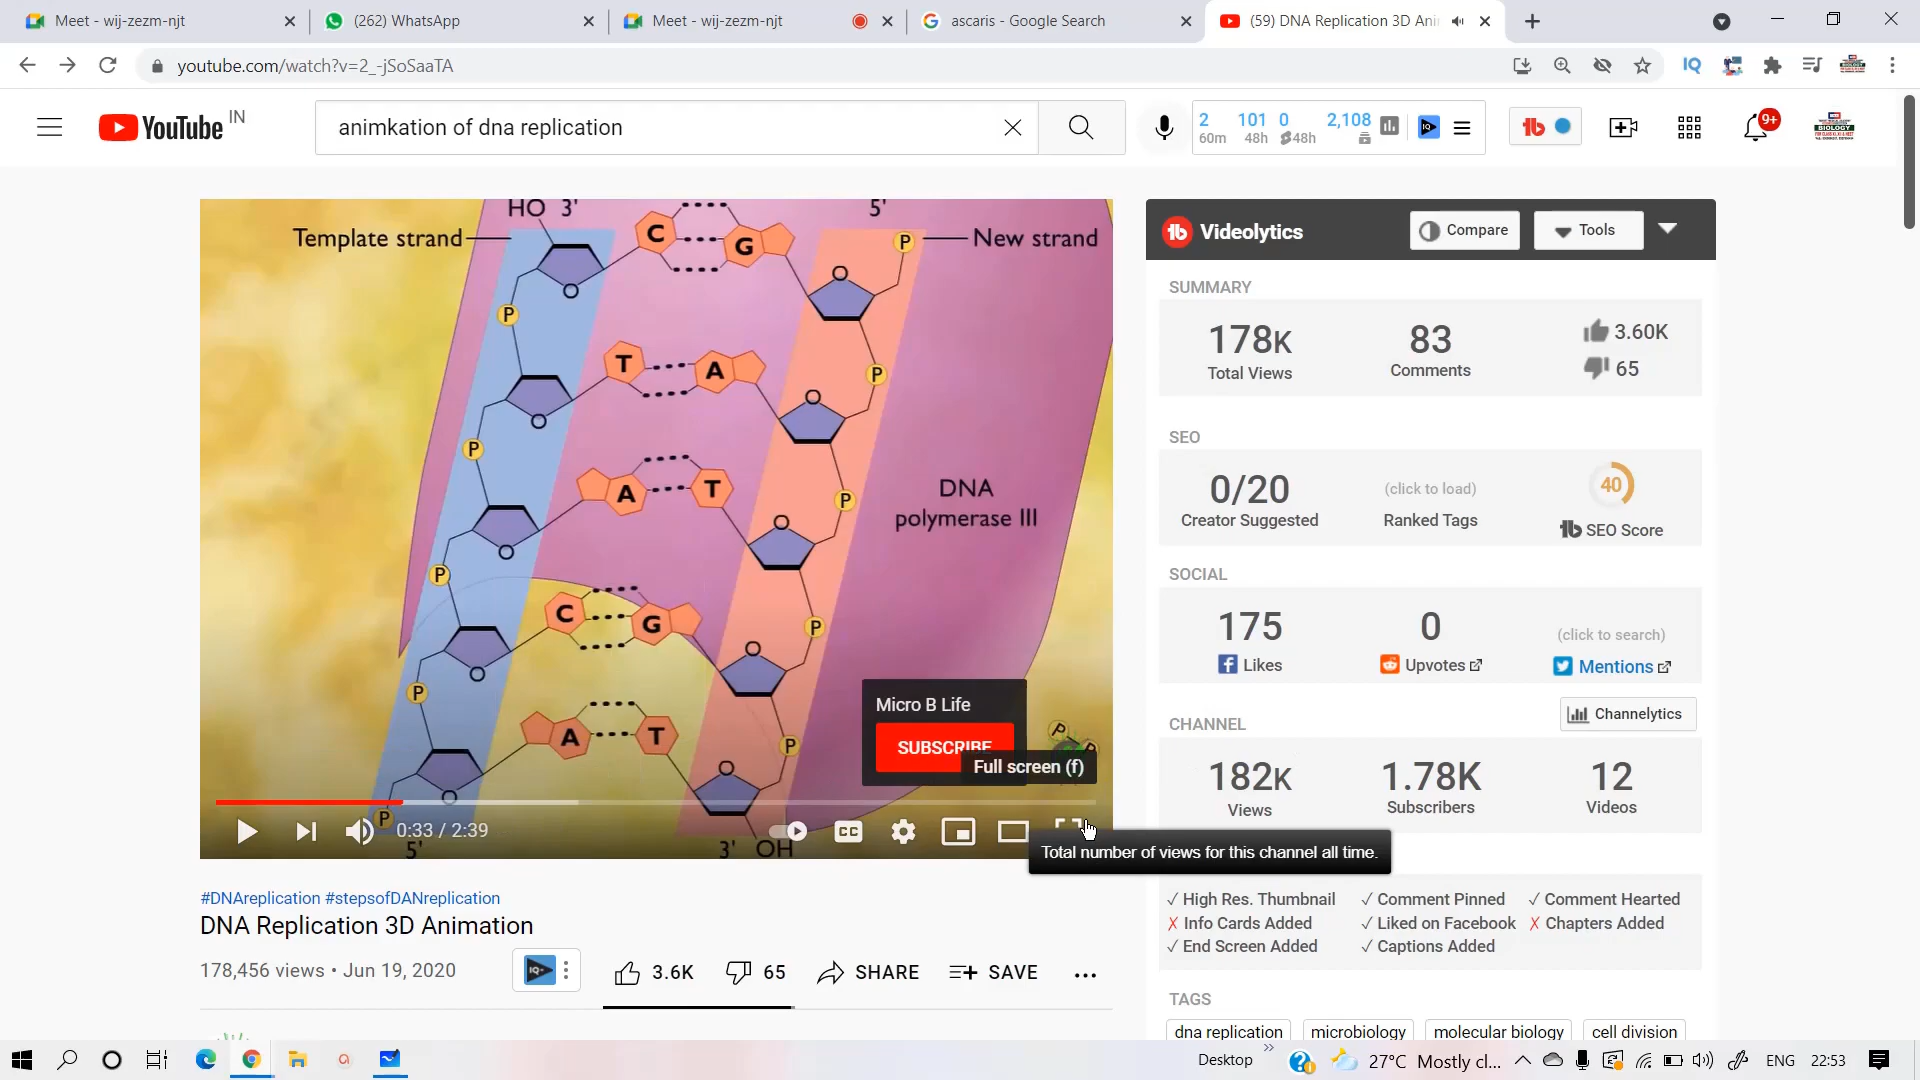 Meet - wij-zezm-njt
(262) WhatsApp
Meet - wij-zezm-njt
ascaris - Google Search
(59) DNA Replication 3D Ani
youtube.com/watch?v=2_-jSoSaaTA
YouTube IN
animkation of dna replication
2 101 0 2,108
60m 48h 48h
9+
HO 3' 5'
Template strand
New strand
C G P
O O
P
T A P
O O
P
A T P
DNA
polymerase III
O O
P
C G P
O O
P
A T P
O O
P
5' 3' OH
Micro B Life
SUBSCRIBE
Full screen (f)
0:33 / 2:39
CC
Total number of views for this channel all time.
#DNAreplication #stepsofDANreplication
DNA Replication 3D Animation
178,456 views • Jun 19, 2020
3.6K 65 SHARE SAVE
Videolytics Compare Tools
SUMMARY
178K 83 3.60K
Total Views Comments 65
SEO
0/20 (click to load) 40
Creator Suggested Ranked Tags SEO Score
SOCIAL
175 0 (click to search)
Likes Upvotes Mentions
CHANNEL Channelytics
182K 1.78K 12
Views Subscribers Videos
✓ High Res. Thumbnail ✓ Comment Pinned ✓ Comment Hearted
✗ Info Cards Added ✓ Liked on Facebook ✗ Chapters Added
✓ End Screen Added ✓ Captions Added
TAGS
dna replication microbiology molecular biology cell division
Desktop 27°C Mostly cl... ENG 22:53